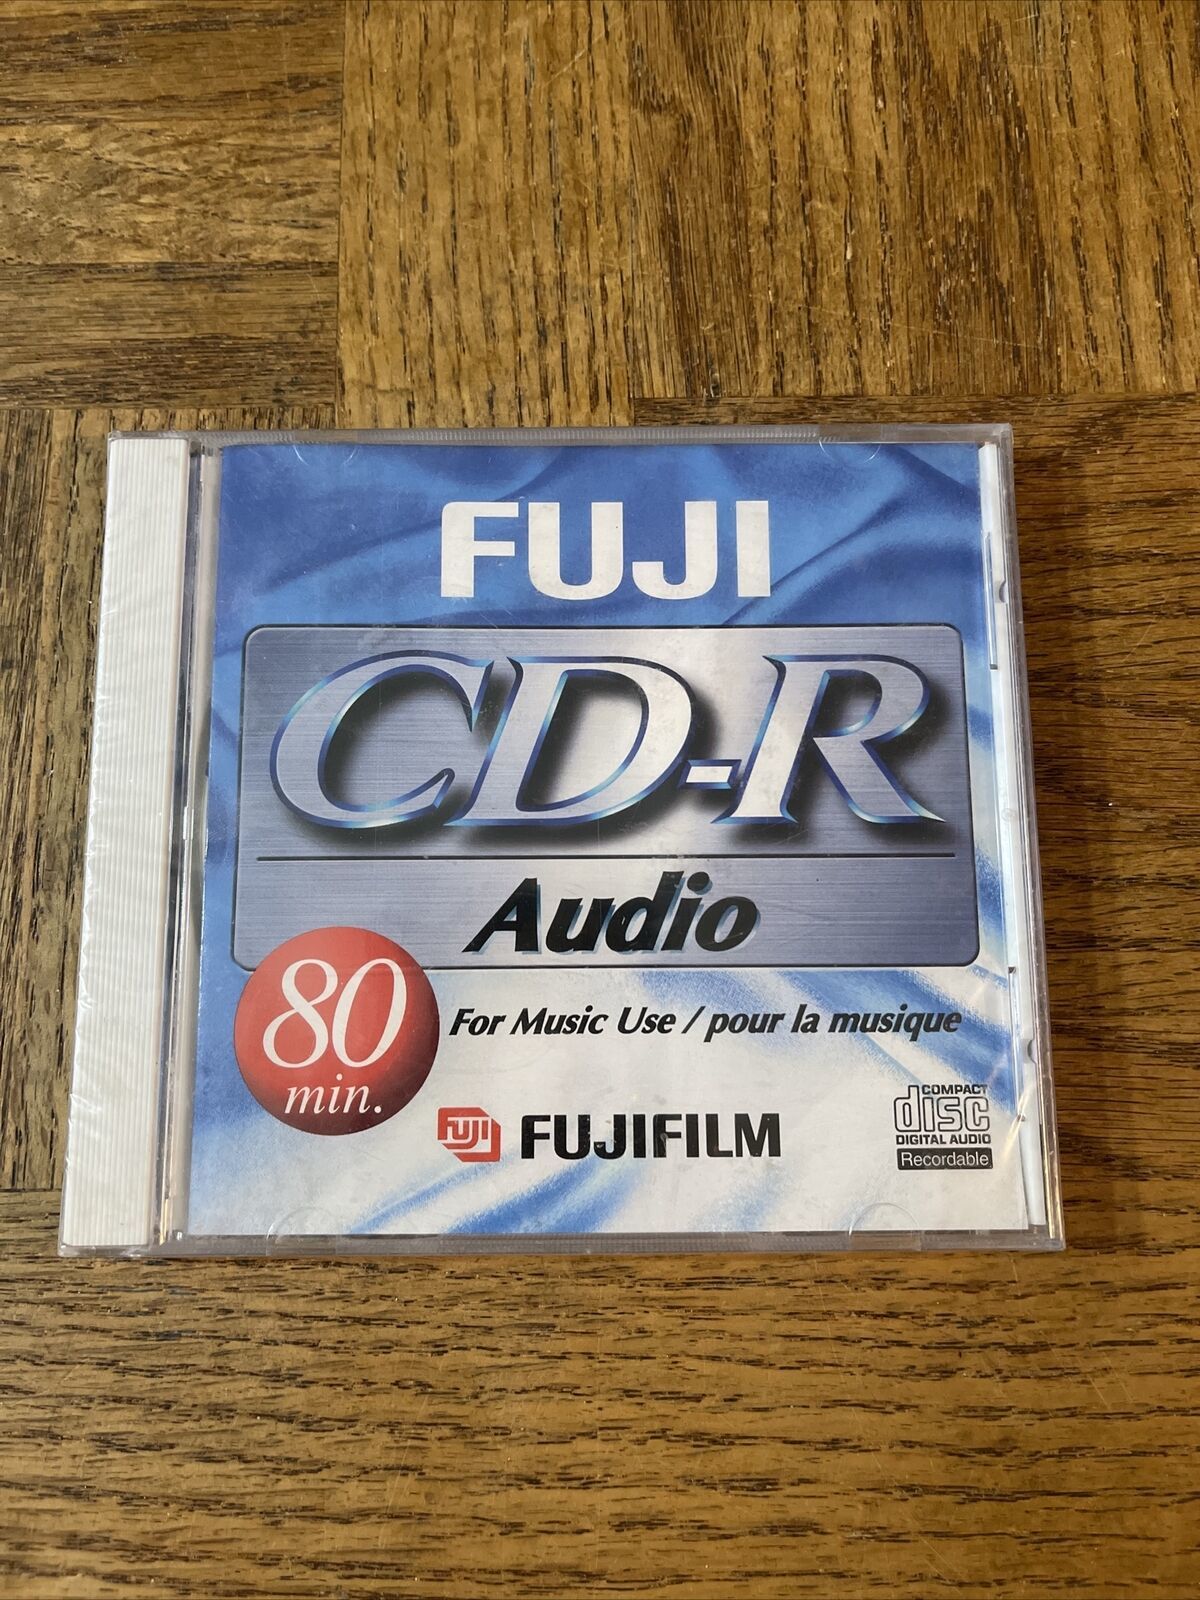 FUJI
CD-R
Audio
80
min.
For Music Use / pour la musique
FUJI FUJIFILM
COMPACT
disc
DIGITAL AUDIO
Recordable